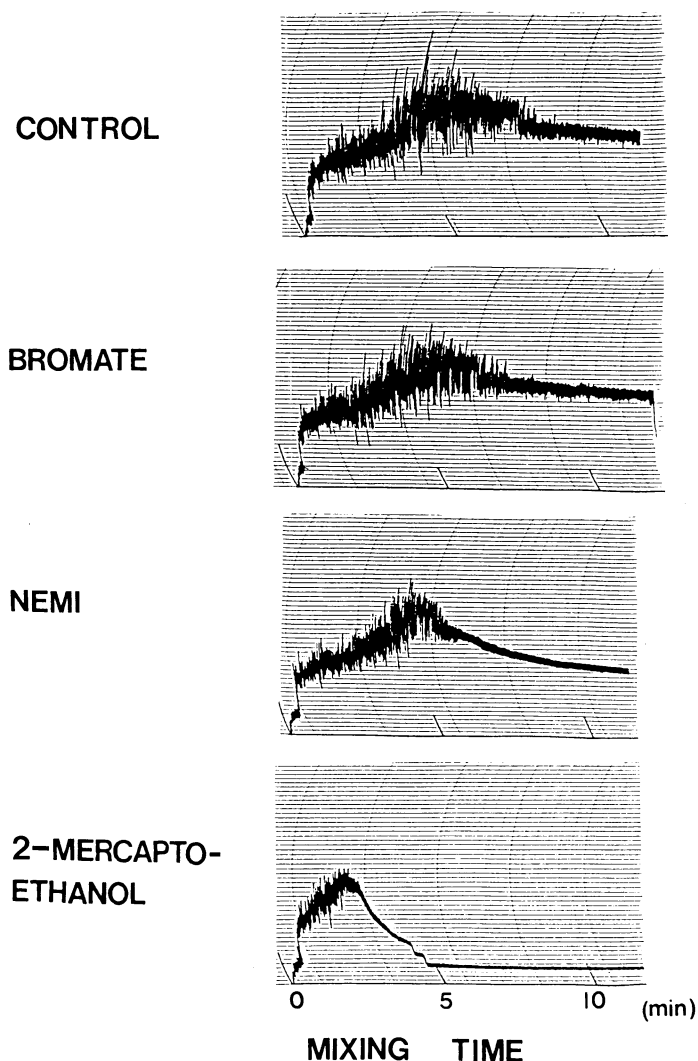 CONTROL
BROMATE
NEMI
2-MERCAPTO-
ETHANOL
0 5 10 (min)
MIXING TIME